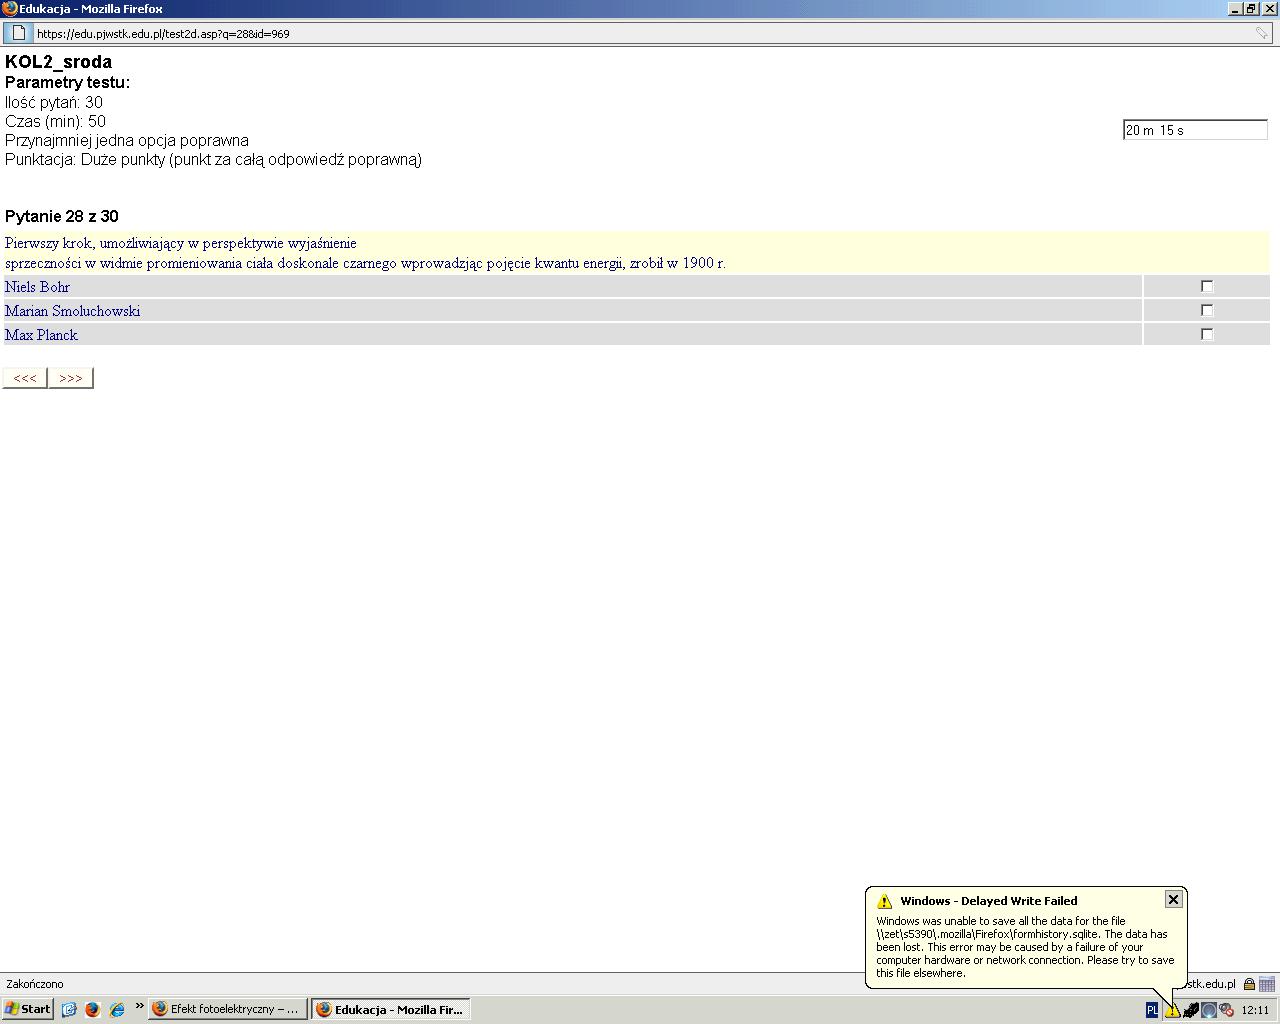 Edukacja - Mozilla Firefox
https://edu.pjwstk.edu.pl/test2d.asp?q=28&id=969
KOL2_sroda
Parametry testu:
Ilość pytań: 30
Czas (min): 50
Przynajmniej jedna opcja poprawna
Punktacja: Duże punkty (punkt za całą odpowiedź poprawną)
20 m 15 s
Pytanie 28 z 30
Pierwszy krok, umożliwiający w perspektywie wyjaśnienie
sprzeczności w widmie promieniowania ciała doskonale czarnego wprowadzjąc pojęcie kwantu energii, zrobił w 1900 r.
Niels Bohr
Marian Smoluchowski
Max Planck
<<< >>>
Windows - Delayed Write Failed
Windows was unable to save all the data for the file
\\zet\s5390\.mozilla\Firefox\formhistory.sqlite. The data has
been lost. This error may be caused by a failure of your
computer hardware or network connection. Please try to save
this file elsewhere.
Zakończono
wstk.edu.pl
Start » Efekt fotoelektryczny – ... Edukacja - Mozilla Fir... PL 12:11